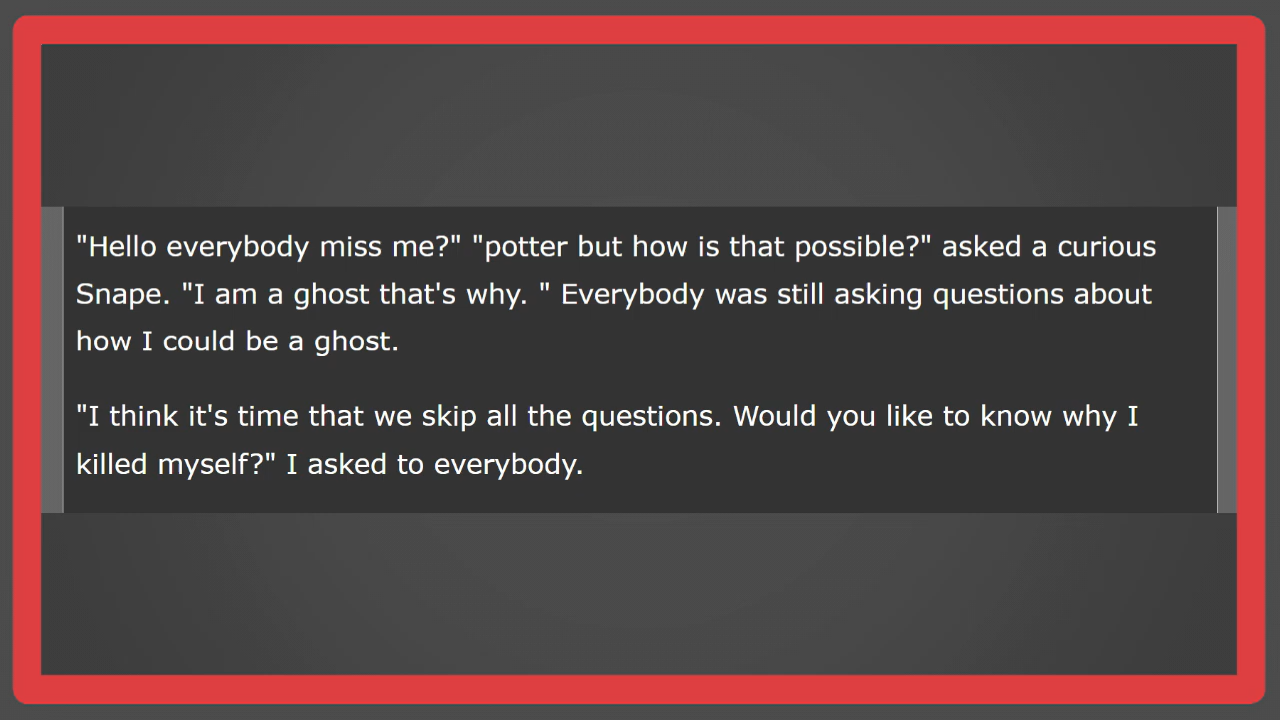 "Hello everybody miss me?" "potter but how is that possible?" asked a curious
Snape. "I am a ghost that's why. " Everybody was still asking questions about
how I could be a ghost.
"I think it's time that we skip all the questions. Would you like to know why I
killed myself?" I asked to everybody.